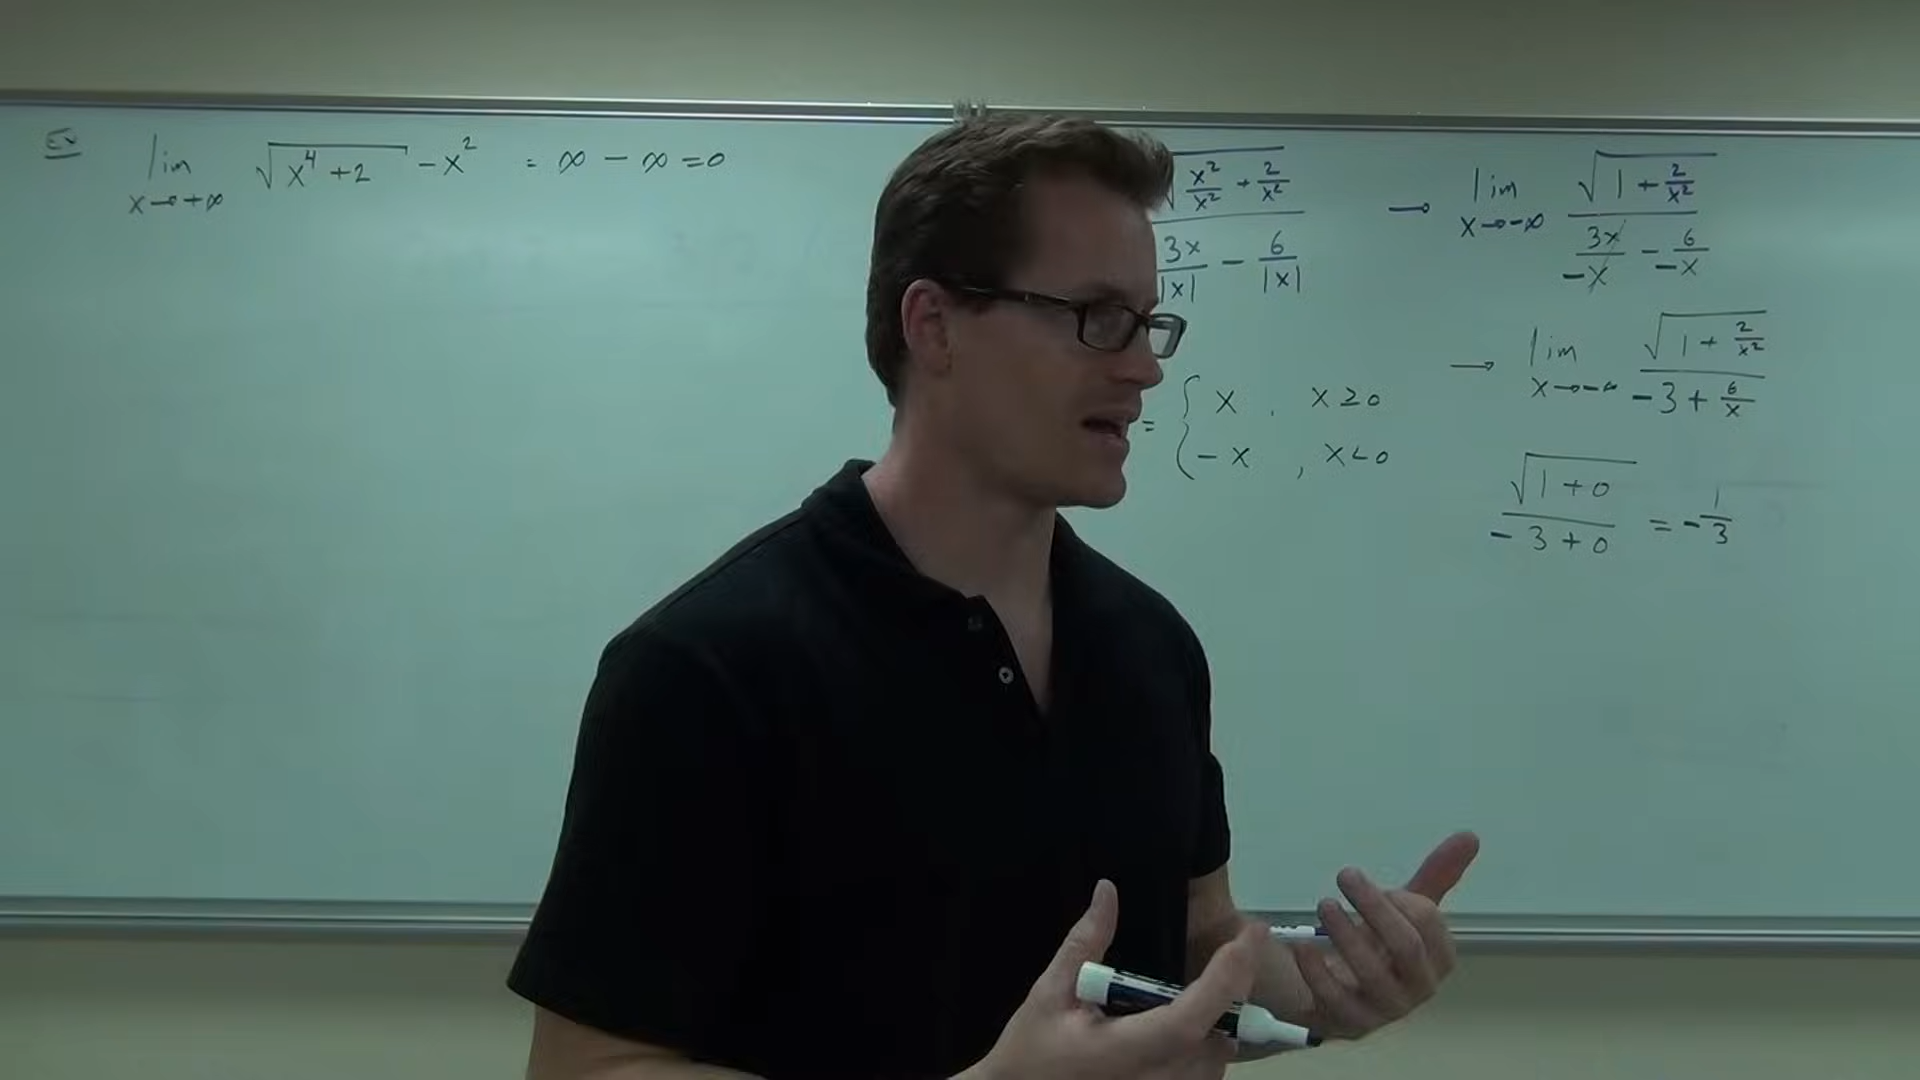 Ex lim x→+∞ √(x⁴+2) - x² = ∞ - ∞ = 0
√(x²/x² + 2/x²) / (3x/|x| - 6/|x|) → lim x→-∞ √(1 + 2/x²) / (3x/-x - 6/-x)
→ lim x→-∞ √(1 + 2/x²) / (-3 + 6/x)
= { x , x ≥ 0
-x , x < 0
√(1+0) / (-3+0) = -1/3